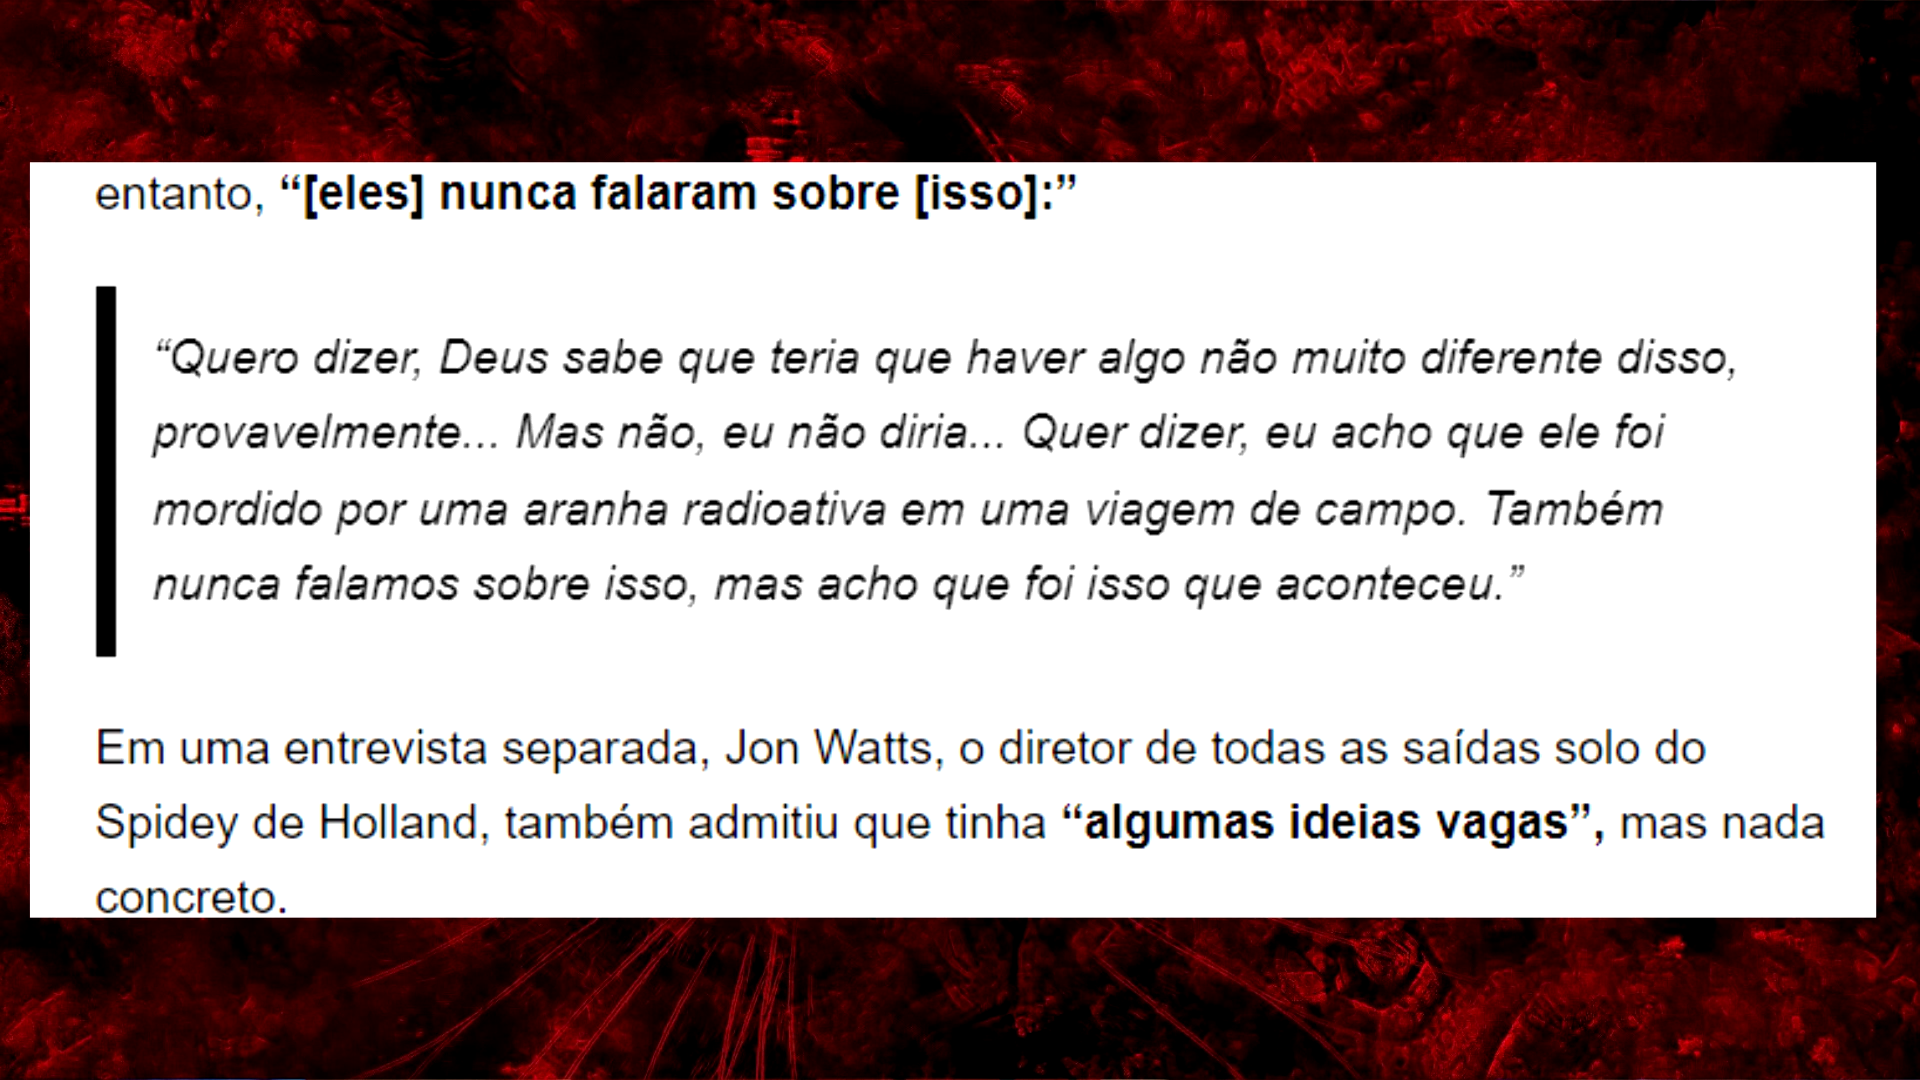 entanto, “[eles] nunca falaram sobre [isso]:”
“Quero dizer, Deus sabe que teria que haver algo não muito diferente disso,
provavelmente... Mas não, eu não diria... Quer dizer, eu acho que ele foi
mordido por uma aranha radioativa em uma viagem de campo. Também
nunca falamos sobre isso, mas acho que foi isso que aconteceu.”
Em uma entrevista separada, Jon Watts, o diretor de todas as saídas solo do
Spidey de Holland, também admitiu que tinha “algumas ideias vagas”, mas nada
concreto.